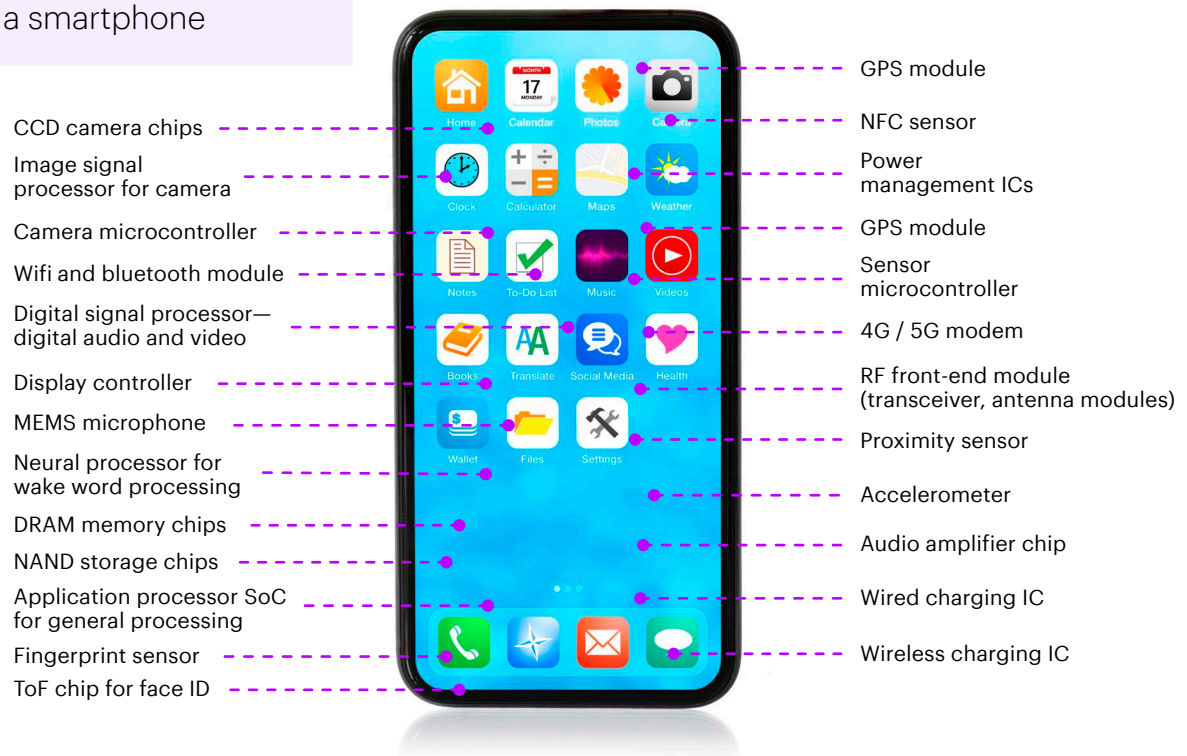 a smartphone
CCD camera chips
Image signal
processor for camera
Camera microcontroller
Wifi and bluetooth module
Digital signal processor—
digital audio and video
Display controller
MEMS microphone
Neural processor for
wake word processing
DRAM memory chips
NAND storage chips
Application processor SoC
for general processing
Fingerprint sensor
ToF chip for face ID
MONTH
17
MONDAY
Home
Calendar
Photos
Camera
Clock
Calculator
Maps
Weather
Notes
To-Do List
Music
Videos
AA
Books
Translate
Social Media
Health
$
Wallet
Files
Settings
GPS module
NFC sensor
Power
management ICs
GPS module
Sensor
microcontroller
4G / 5G modem
RF front-end module
(transceiver, antenna modules)
Proximity sensor
Accelerometer
Audio amplifier chip
Wired charging IC
Wireless charging IC